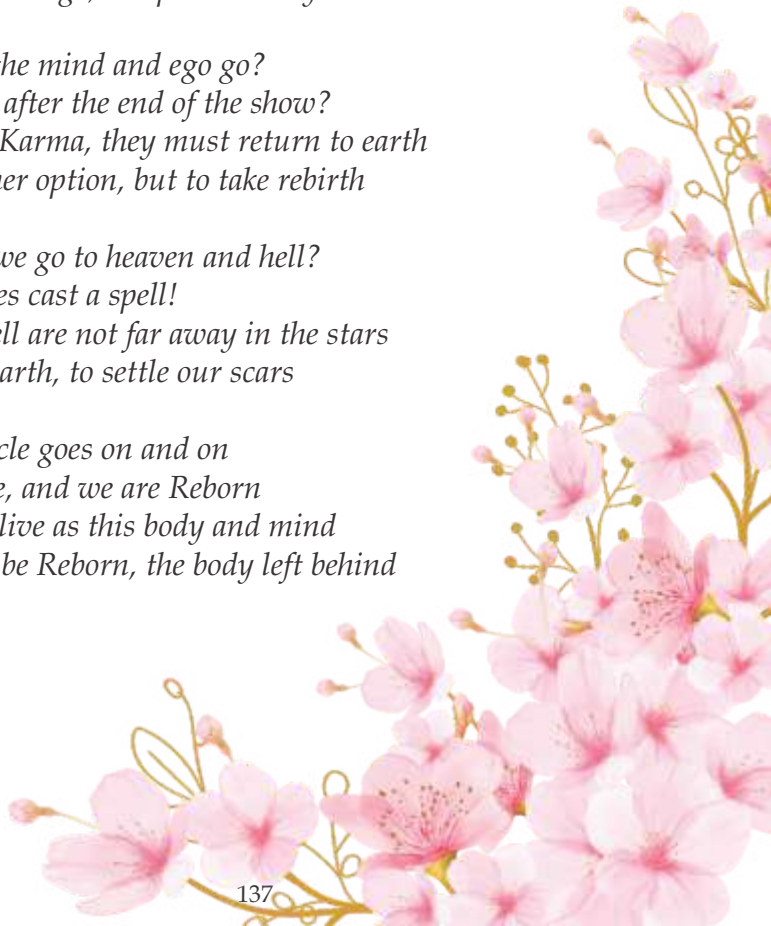 the mind and ego go?
after the end of the show?
Karma, they must return to earth
er option, but to take rebirth
we go to heaven and hell?
es cast a spell!
ell are not far away in the stars
arth, to settle our scars
cle goes on and on
e, and we are Reborn
live as this body and mind
be Reborn, the body left behind
137